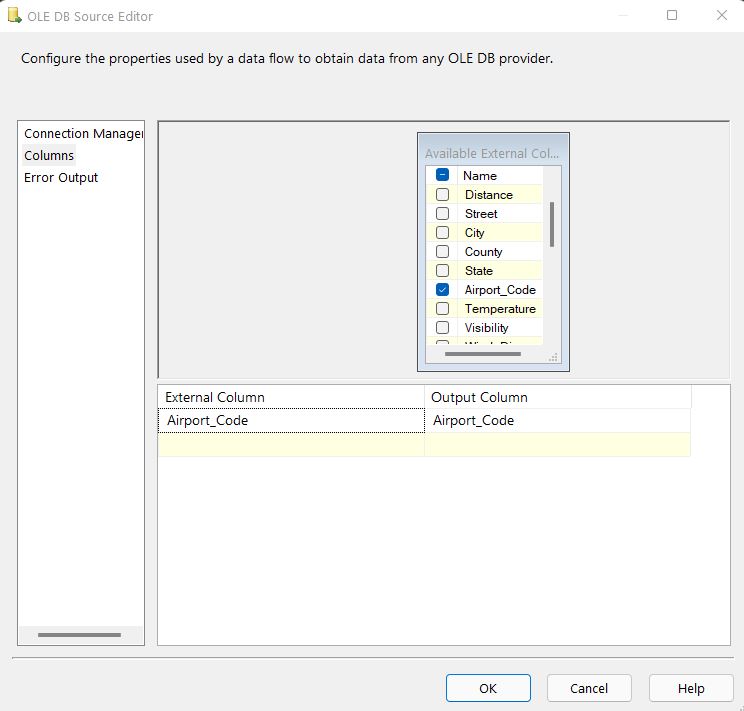 OLE DB Source Editor
Configure the properties used by a data flow to obtain data from any OLE DB provider.
Connection Manager
Columns
Error Output
Available External Col...
Name
Distance
Street
City
County
State
Airport_Code
Temperature
Visibility
External Column Output Column
Airport_Code Airport_Code
OK Cancel Help